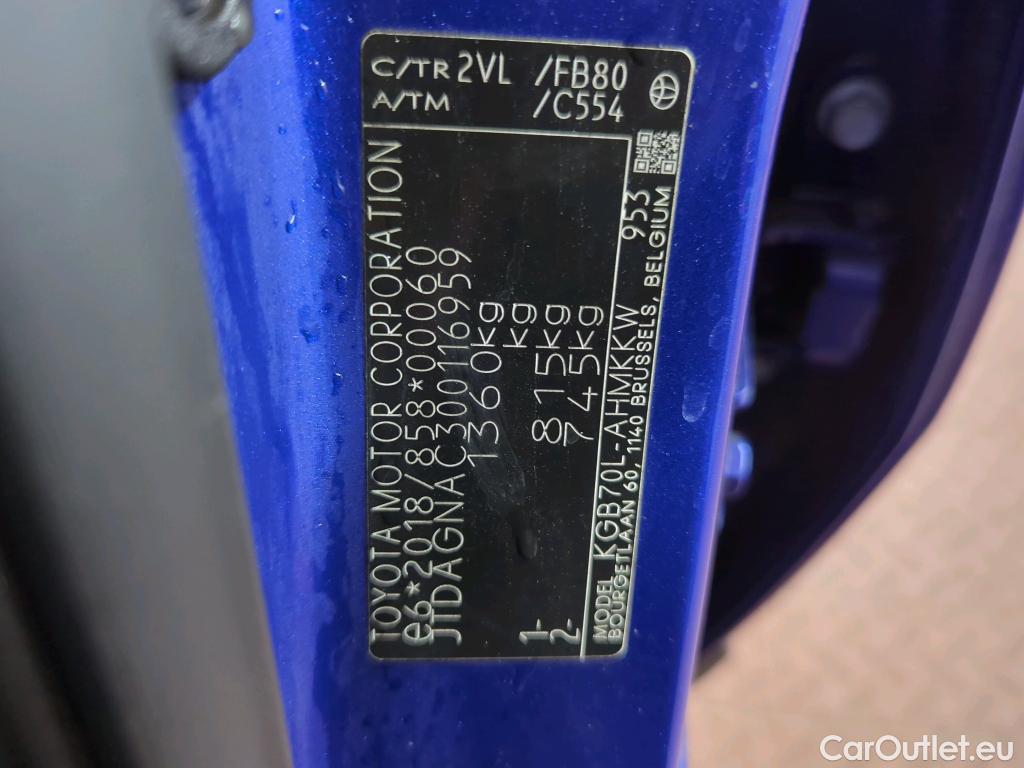 C/TR 2VL /FB80
A/TM /C554
TOYOTA MOTOR CORPORATION
e6*2018/858*00060
JTDAGNAC300116959
1360kg
kg
1- 815kg
2- 745kg
MODEL KGB70L-AHMKKW 953
BOURGETLAAN 60, 1140 BRUSSELS, BELGIUM
CarOutlet.eu